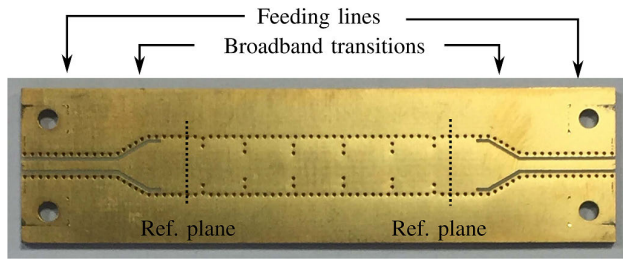 Feeding lines
Broadband transitions
Ref. plane
Ref. plane